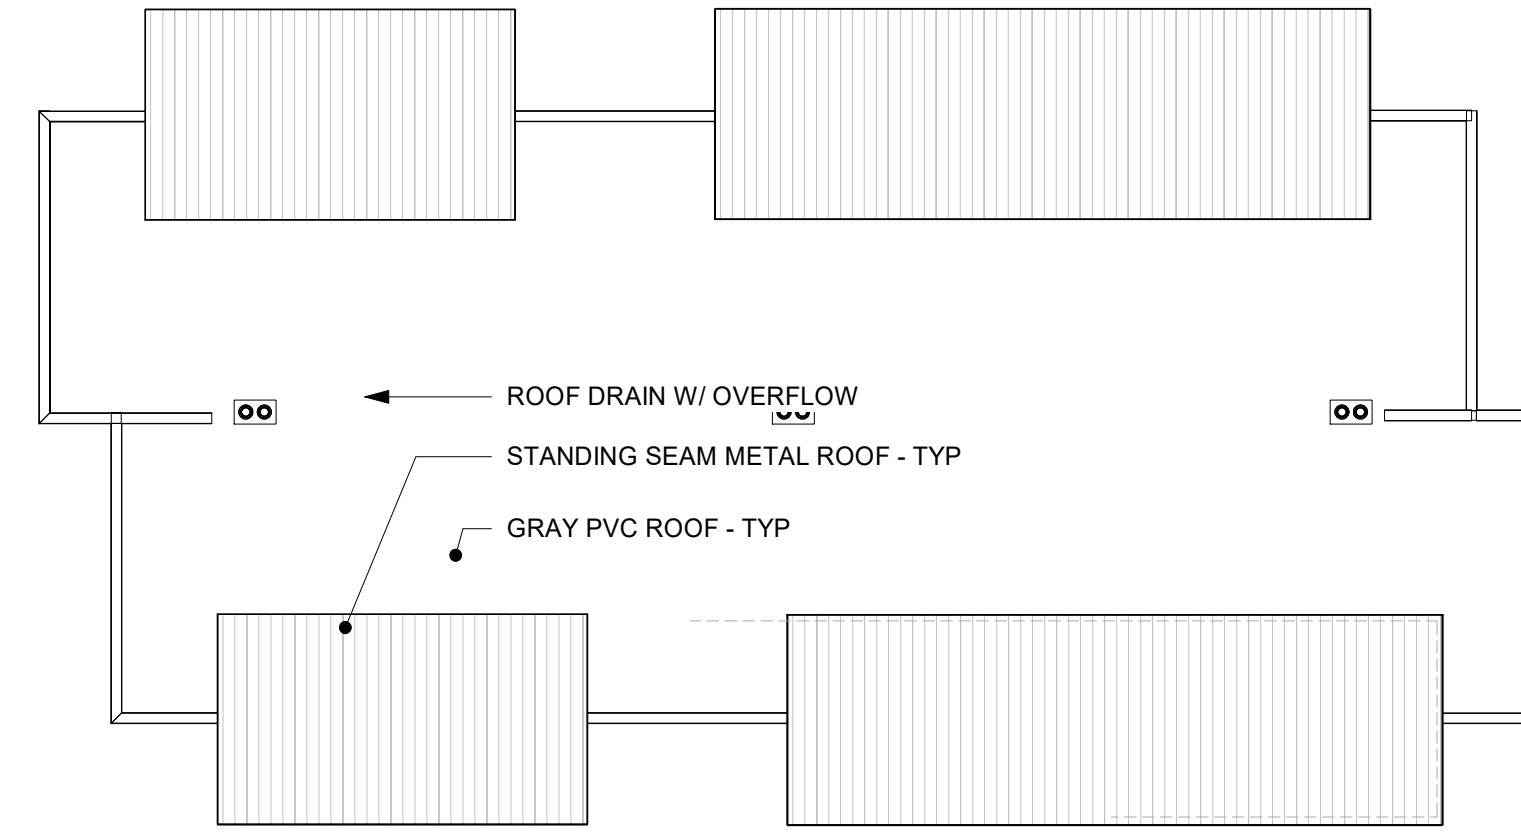 ROOF DRAIN W/ OVERFLOW
STANDING SEAM METAL ROOF - TYP
GRAY PVC ROOF - TYP